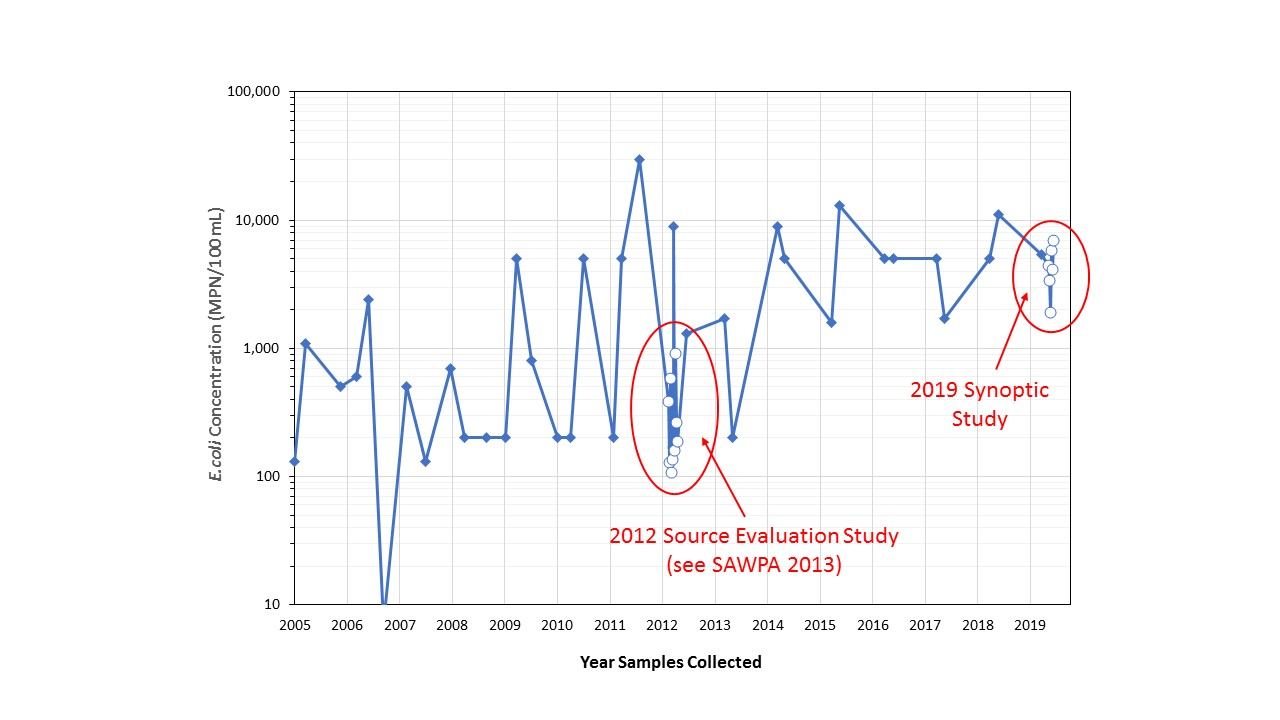 100,000
10,000
1,000
100
10
E.coli Concentration (MPN/100 mL)
2005 2006 2007 2008 2009 2010 2011 2012 2013 2014 2015 2016 2017 2018 2019
Year Samples Collected
2012 Source Evaluation Study
(see SAWPA 2013)
2019 Synoptic
Study